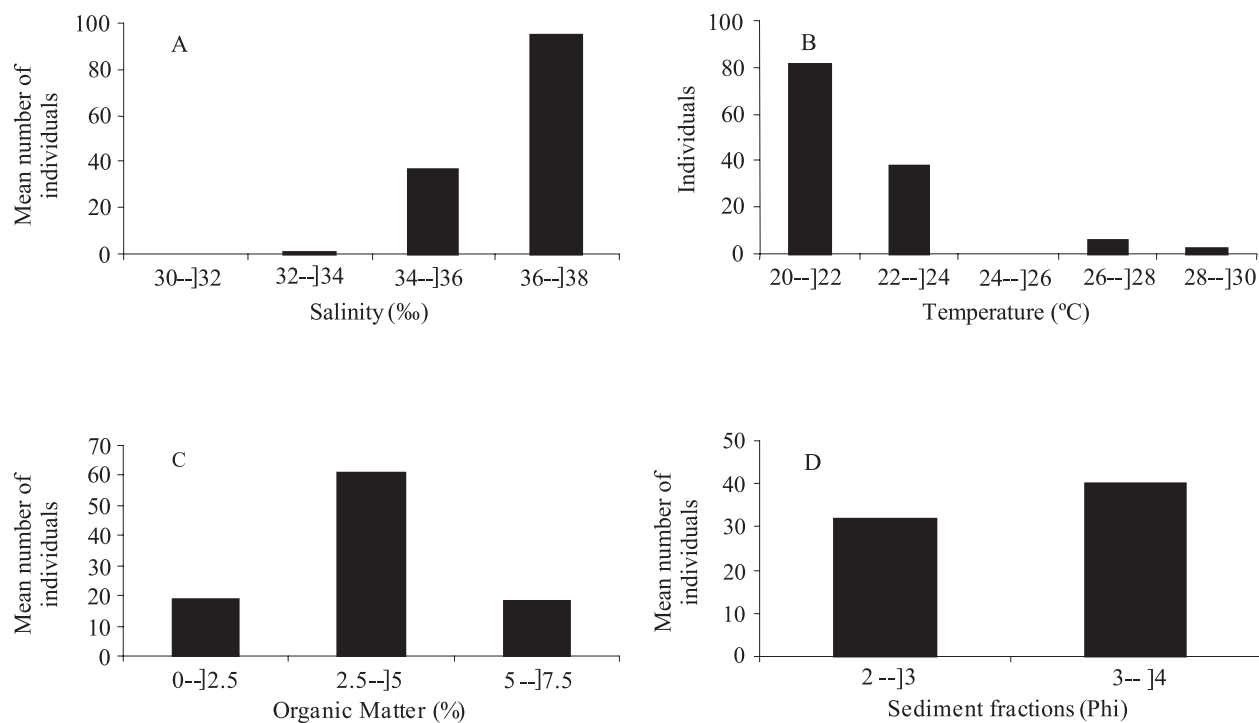 A
Mean number of
individuals
100
80
60
40
20
0
30--]32 32--]34 34--]36 36--]38
Salinity (‰)
B
Individuals
100
80
60
40
20
0
20--]22 22--]24 24--]26 26--]28 28--]30
Temperature (ºC)
C
Mean number of
individuals
70
60
50
40
30
20
10
0
0--]2.5 2.5--]5 5 --]7.5
Organic Matter (%)
D
Mean number of
individuals
50
40
30
20
10
0
2 --]3 3-- ]4
Sediment fractions (Phi)